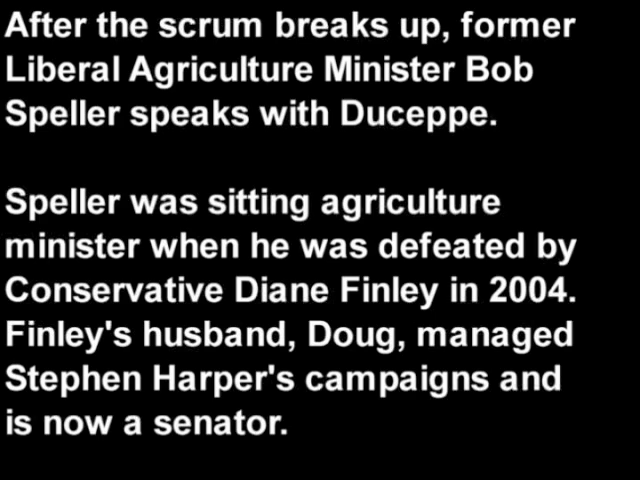 After the scrum breaks up, former
Liberal Agriculture Minister Bob
Speller speaks with Duceppe.
Speller was sitting agriculture
minister when he was defeated by
Conservative Diane Finley in 2004.
Finley's husband, Doug, managed
Stephen Harper's campaigns and
is now a senator.